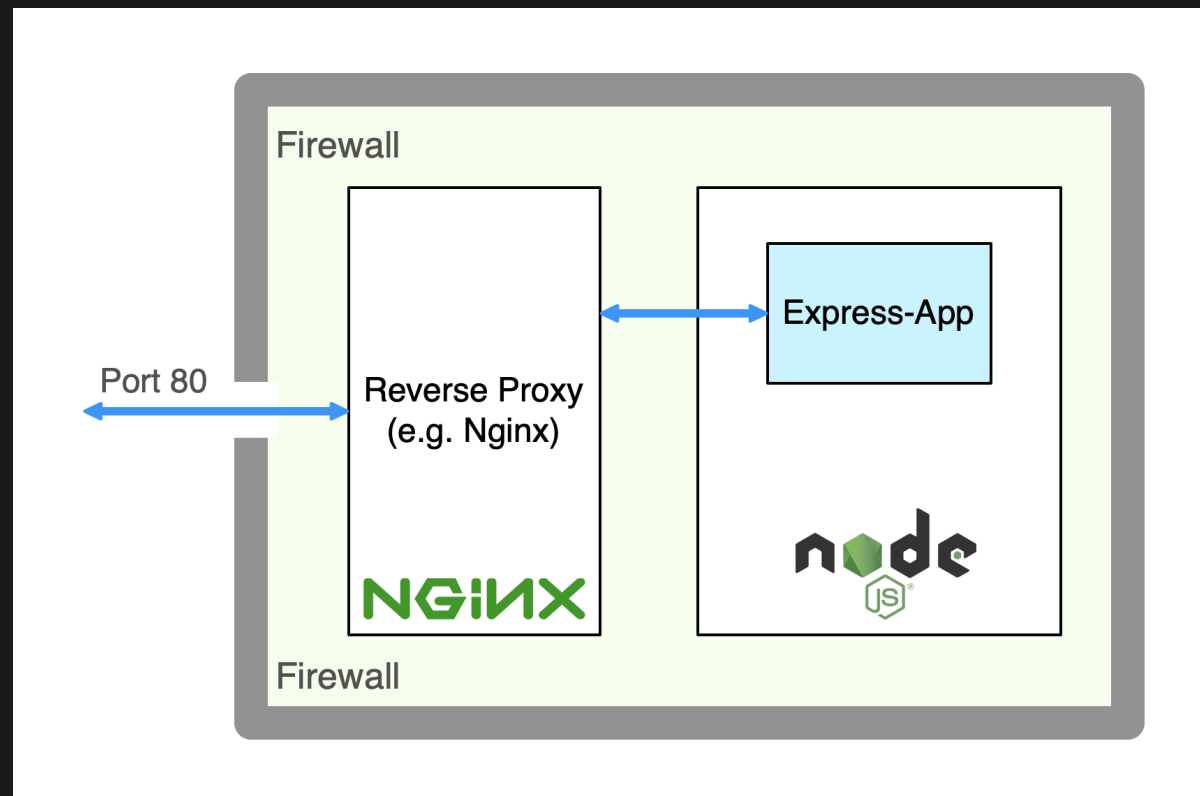 Firewall
Port 80
Reverse Proxy
(e.g. Nginx)
Express-App
NGINX
node
JS®
Firewall